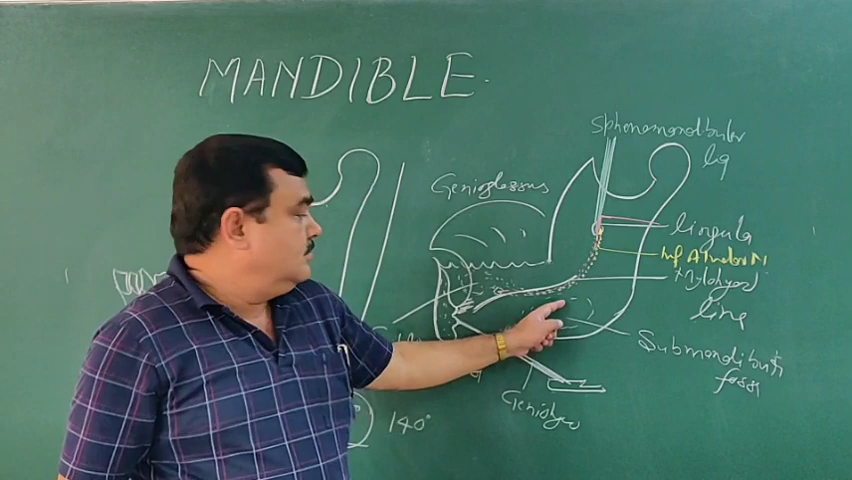 MANDIBLE
Sphenomandibular
lig
Genioglossus
lingula
Inf Alveolar N
Mylohyoid
line
Submandibular
fossa
Geniohyo
140°